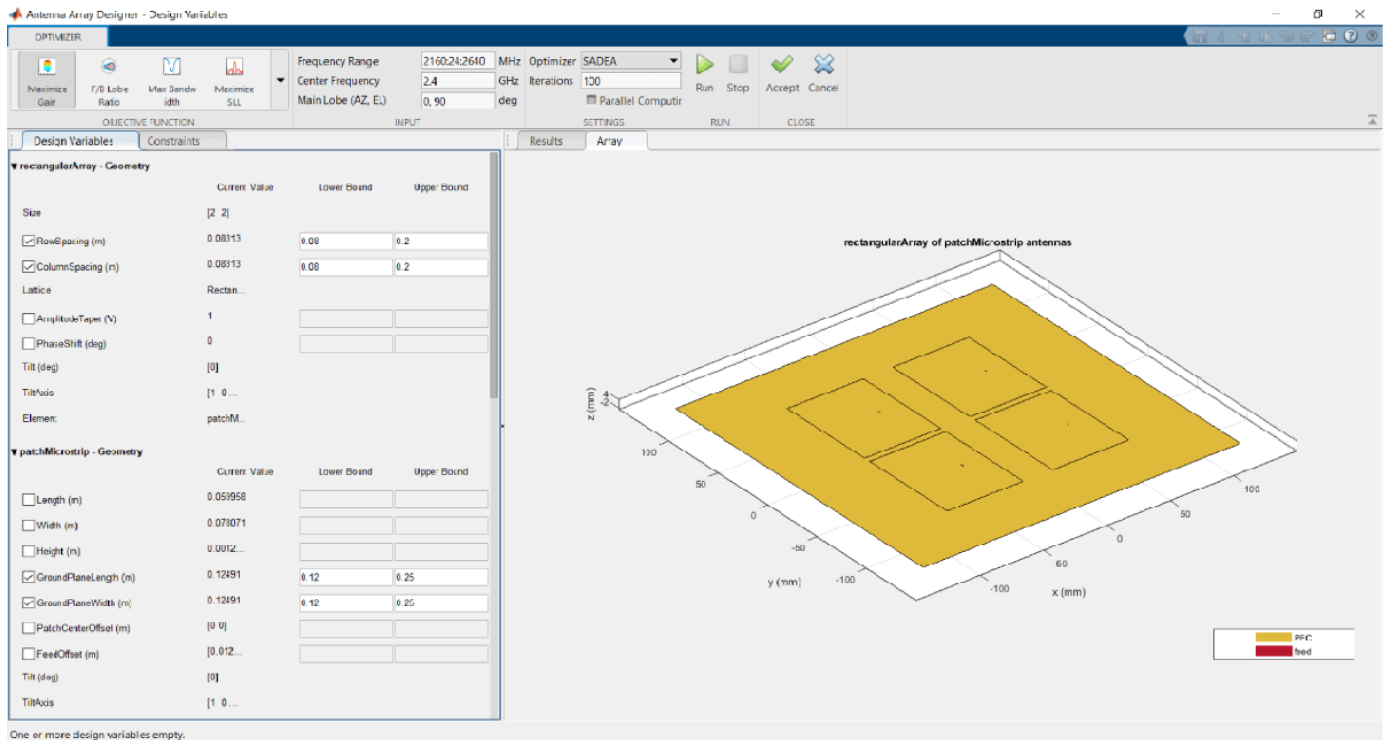 Antenna Array Designer - Design Variables
OPTIMIZER
Maximize Gain
F/B Lobe Ratio
Max Bandwidth
Maximize SLL
OBJECTIVE FUNCTION
Frequency Range 2160:24:2640 MHz
Center Frequency 2.4 GHz
Main Lobe (AZ, EL) 0, 90 deg
INPUT
Optimizer SADEA
Iterations 100
Parallel Computin
SETTINGS
Run Stop
RUN
Accept Cancel
CLOSE
Design Variables Constraints
rectangularArray - Geometry
Current Value Lower Bound Upper Bound
Size [2 2]
RowSpacing (m) 0.08313 0.08 0.2
ColumnSpacing (m) 0.08313 0.08 0.2
Lattice Rectan...
AmplitudeTaper (V) 1
PhaseShift (deg) 0
Tilt (deg) [0]
TiltAxis [1 0...
Element patchM...
patchMicrostrip - Geometry
Current Value Lower Bound Upper Bound
Length (m) 0.059958
Width (m) 0.078071
Height (m) 0.0012...
GroundPlaneLength (m) 0.12491 0.12 0.25
GroundPlaneWidth (m) 0.12491 0.12 0.25
PatchCenterOffset (m) [0 0]
FeedOffset (m) [0.012...
Tilt (deg) [0]
TiltAxis [1 0...
Results Array
rectangularArray of patchMicrostrip antennas
z (mm)
4
-2
100
50
0
-50
-100
y (mm)
100
50
0
-100
x (mm)
PEC
feed
One or more design variables empty.